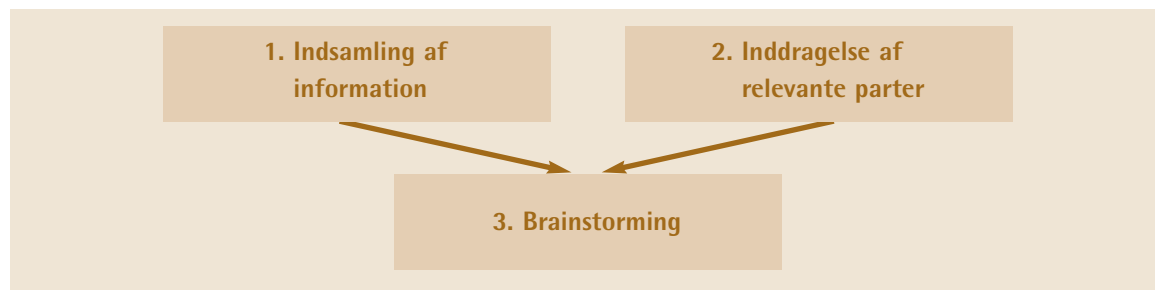 1. Indsamling af
information
2. Inddragelse af
relevante parter
3. Brainstorming